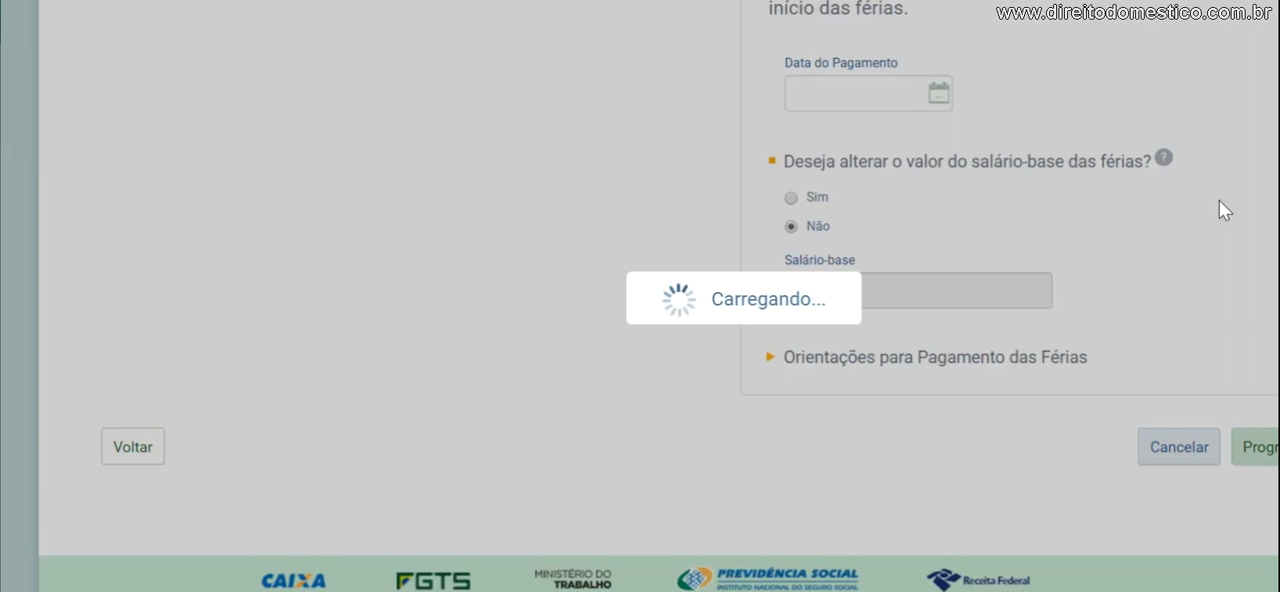 www.direitodomestico.com.br
início das férias.
Data do Pagamento
Deseja alterar o valor do salário-base das férias? ?
Sim
Não
Salário-base
Carregando...
Orientações para Pagamento das Férias
Voltar
Cancelar
Progr
CAIXA
FGTS
MINISTÉRIO DO
TRABALHO
PREVIDÊNCIA SOCIAL
INSTITUTO NACIONAL DO SEGURO SOCIAL
Receita Federal